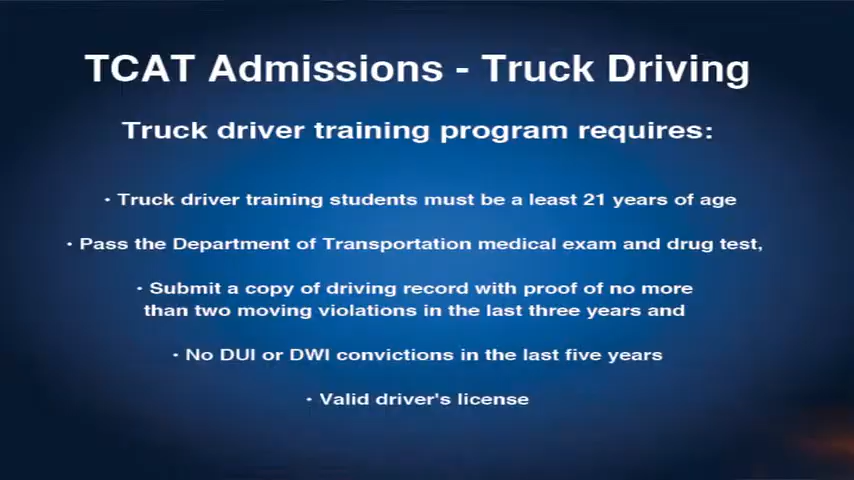 TCAT Admissions - Truck Driving
Truck driver training program requires:
• Truck driver training students must be a least 21 years of age
• Pass the Department of Transportation medical exam and drug test,
• Submit a copy of driving record with proof of no more
than two moving violations in the last three years and
• No DUI or DWI convictions in the last five years
• Valid driver's license